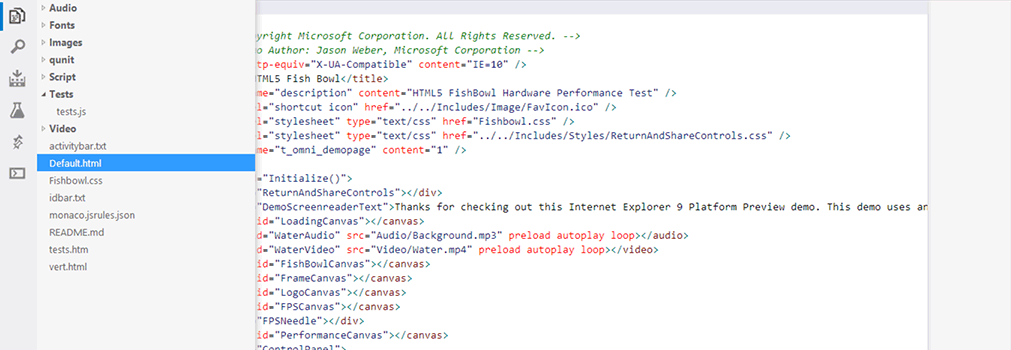 Audio
Fonts
Images
qunit
Script
Tests
tests.js
Video
activitybar.txt
Default.html
Fishbowl.css
idbar.txt
monaco.jsrules.json
README.md
tests.htm
vert.html
pyright Microsoft Corporation. All Rights Reserved. -->
o Author: Jason Weber, Microsoft Corporation -->
tp-equiv="X-UA-Compatible" content="IE=10" />
HTML5 Fish Bowl</title>
me="description" content="HTML5 FishBowl Hardware Performance Test" />
l="shortcut icon" href="../../Includes/Image/FavIcon.ico" />
l="stylesheet" type="text/css" href="Fishbowl.css" />
l="stylesheet" type="text/css" href="../../Includes/Styles/ReturnAndShareControls.css" />
me="t_omni_demopage" content="1" />
="Initialize()">
"ReturnAndShareControls"></div>
"DemoScreenreaderText">Thanks for checking out this Internet Explorer 9 Platform Preview demo. This demo uses an
id="LoadingCanvas"></canvas>
d="WaterAudio" src="Audio/Background.mp3" preload autoplay loop></audio>
d="WaterVideo" src="Video/Water.mp4" preload autoplay loop></video>
id="FishBowlCanvas"></canvas>
id="FrameCanvas"></canvas>
id="LogoCanvas"></canvas>
id="FPSCanvas"></canvas>
"FPSNeedle"></div>
id="PerformanceCanvas"></canvas>
"ControlPanel">